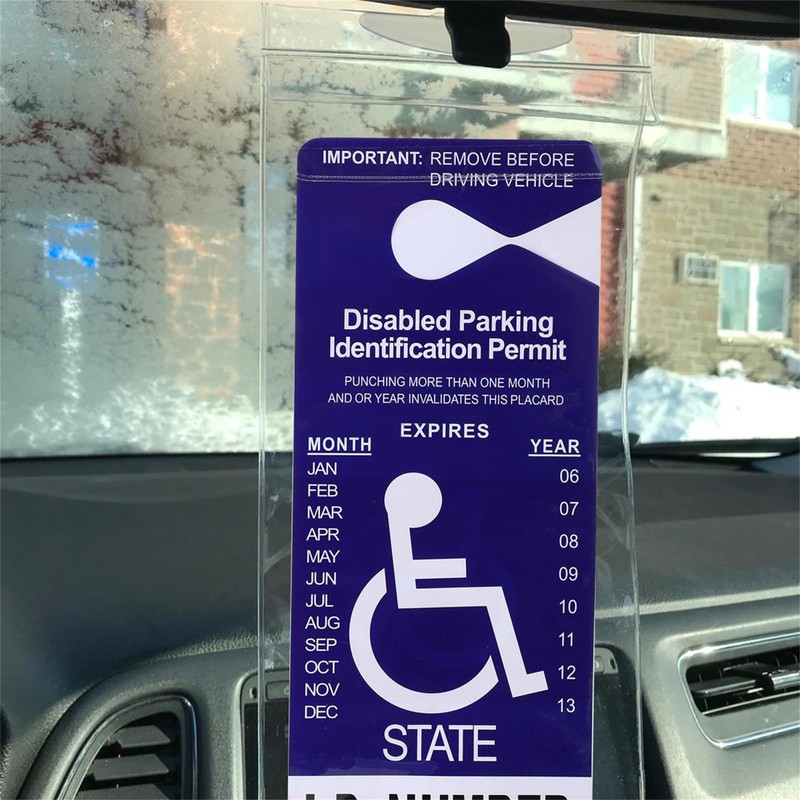 IMPORTANT: REMOVE BEFORE
DRIVING VEHICLE
Disabled Parking
Identification Permit
PUNCHING MORE THAN ONE MONTH
AND OR YEAR INVALIDATES THIS PLACARD
EXPIRES
MONTH YEAR
JAN 06
FEB 07
MAR 08
APR 09
MAY 10
JUN 11
JUL 12
AUG 13
SEP
OCT
NOV
DEC
STATE
I.D. NUMBER